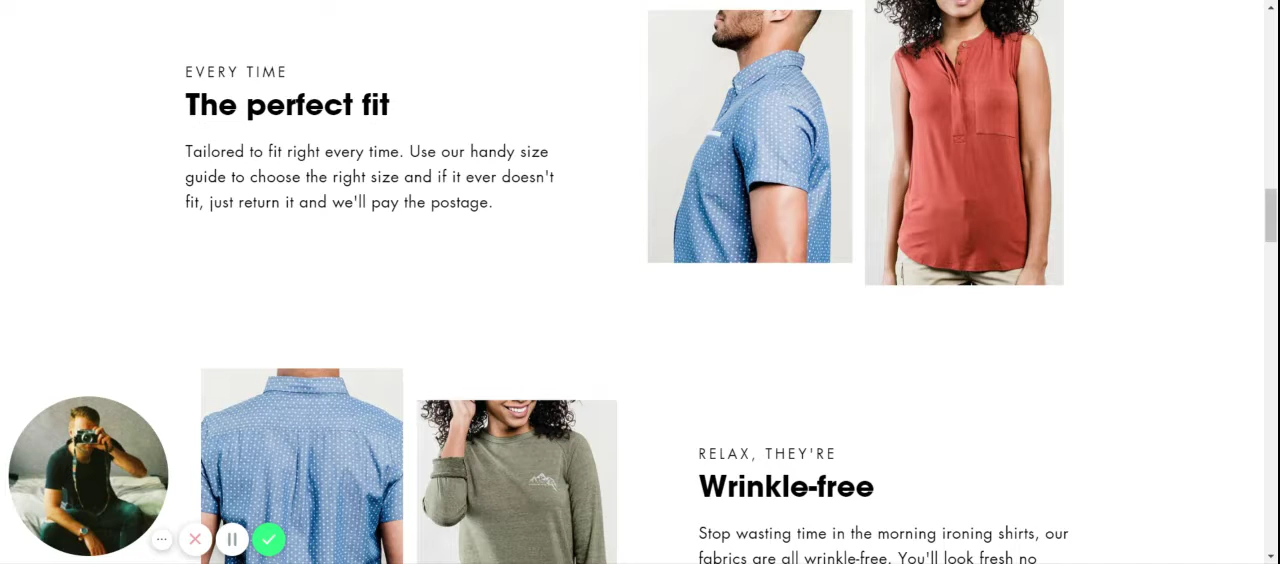 EVERY TIME
The perfect fit
Tailored to fit right every time. Use our handy size
guide to choose the right size and if it ever doesn't
fit, just return it and we'll pay the postage.
RELAX, THEY'RE
Wrinkle-free
Stop wasting time in the morning ironing shirts, our
fabrics are all wrinkle-free. You'll look fresh no